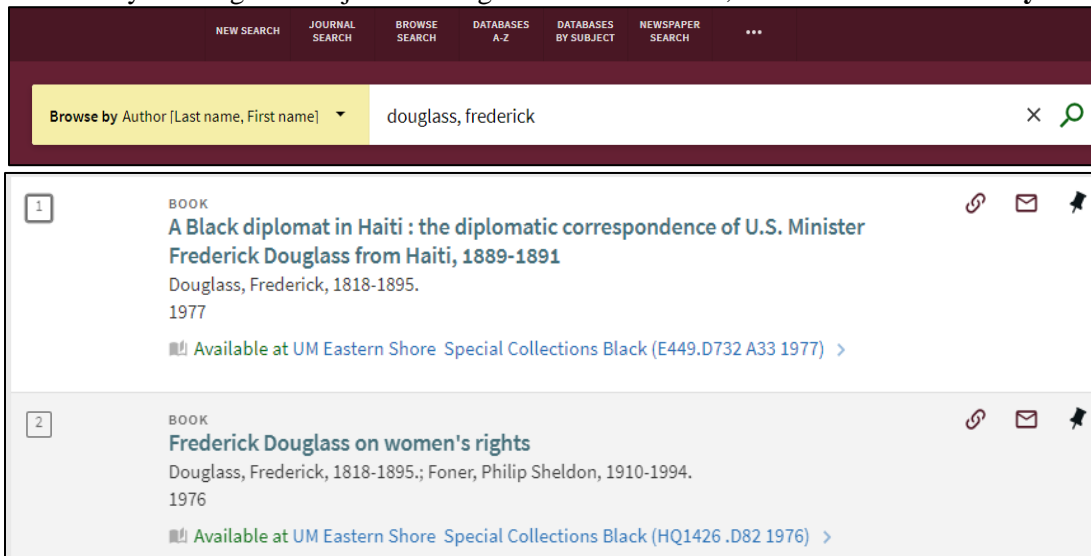 NEW SEARCH JOURNAL SEARCH BROWSE SEARCH DATABASES A-Z DATABASES BY SUBJECT NEWSPAPER SEARCH •••
Browse by Author [Last name, First name] douglass, frederick
1 BOOK
A Black diplomat in Haiti : the diplomatic correspondence of U.S. Minister
Frederick Douglass from Haiti, 1889-1891
Douglass, Frederick, 1818-1895.
1977
Available at UM Eastern Shore Special Collections Black (E449.D732 A33 1977) >
2 BOOK
Frederick Douglass on women's rights
Douglass, Frederick, 1818-1895.; Foner, Philip Sheldon, 1910-1994.
1976
Available at UM Eastern Shore Special Collections Black (HQ1426 .D82 1976) >